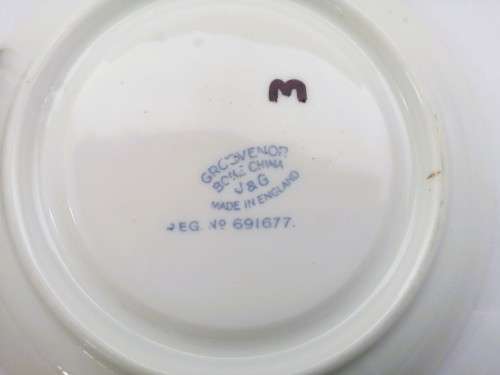 M
GROSVENOR
BONE CHINA
J & G
MADE IN ENGLAND
REG. Nº 691677.